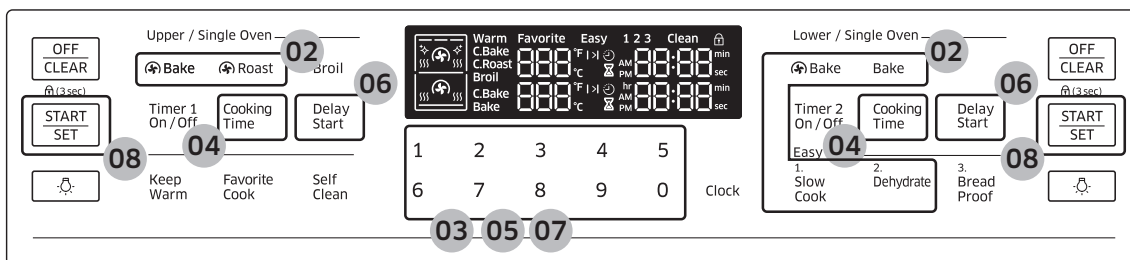 Upper / Single Oven
02
OFF
CLEAR
(3 sec)
START
SET
08
Bake Roast Broil
06
Timer 1
On / Off
04
Cooking
Time
Delay
Start
Keep
Warm
Favorite
Cook
Self
Clean
Warm Favorite Easy 1 2 3 Clean
C.Bake
C.Roast
Broil
C.Bake
Bake
888 °F °C AM PM 88:88 min sec
888 °F °C hr AM PM 88:88 min sec
1 2 3 4 5
6 7 8 9 0
Clock
03 05 07
Lower / Single Oven
02
Bake Bake
06
Timer 2
On / Off
04
Cooking
Time
Delay
Start
Easy
1.
Slow
Cook
2.
Dehydrate
3.
Bread
Proof
OFF
CLEAR
(3 sec)
START
SET
08